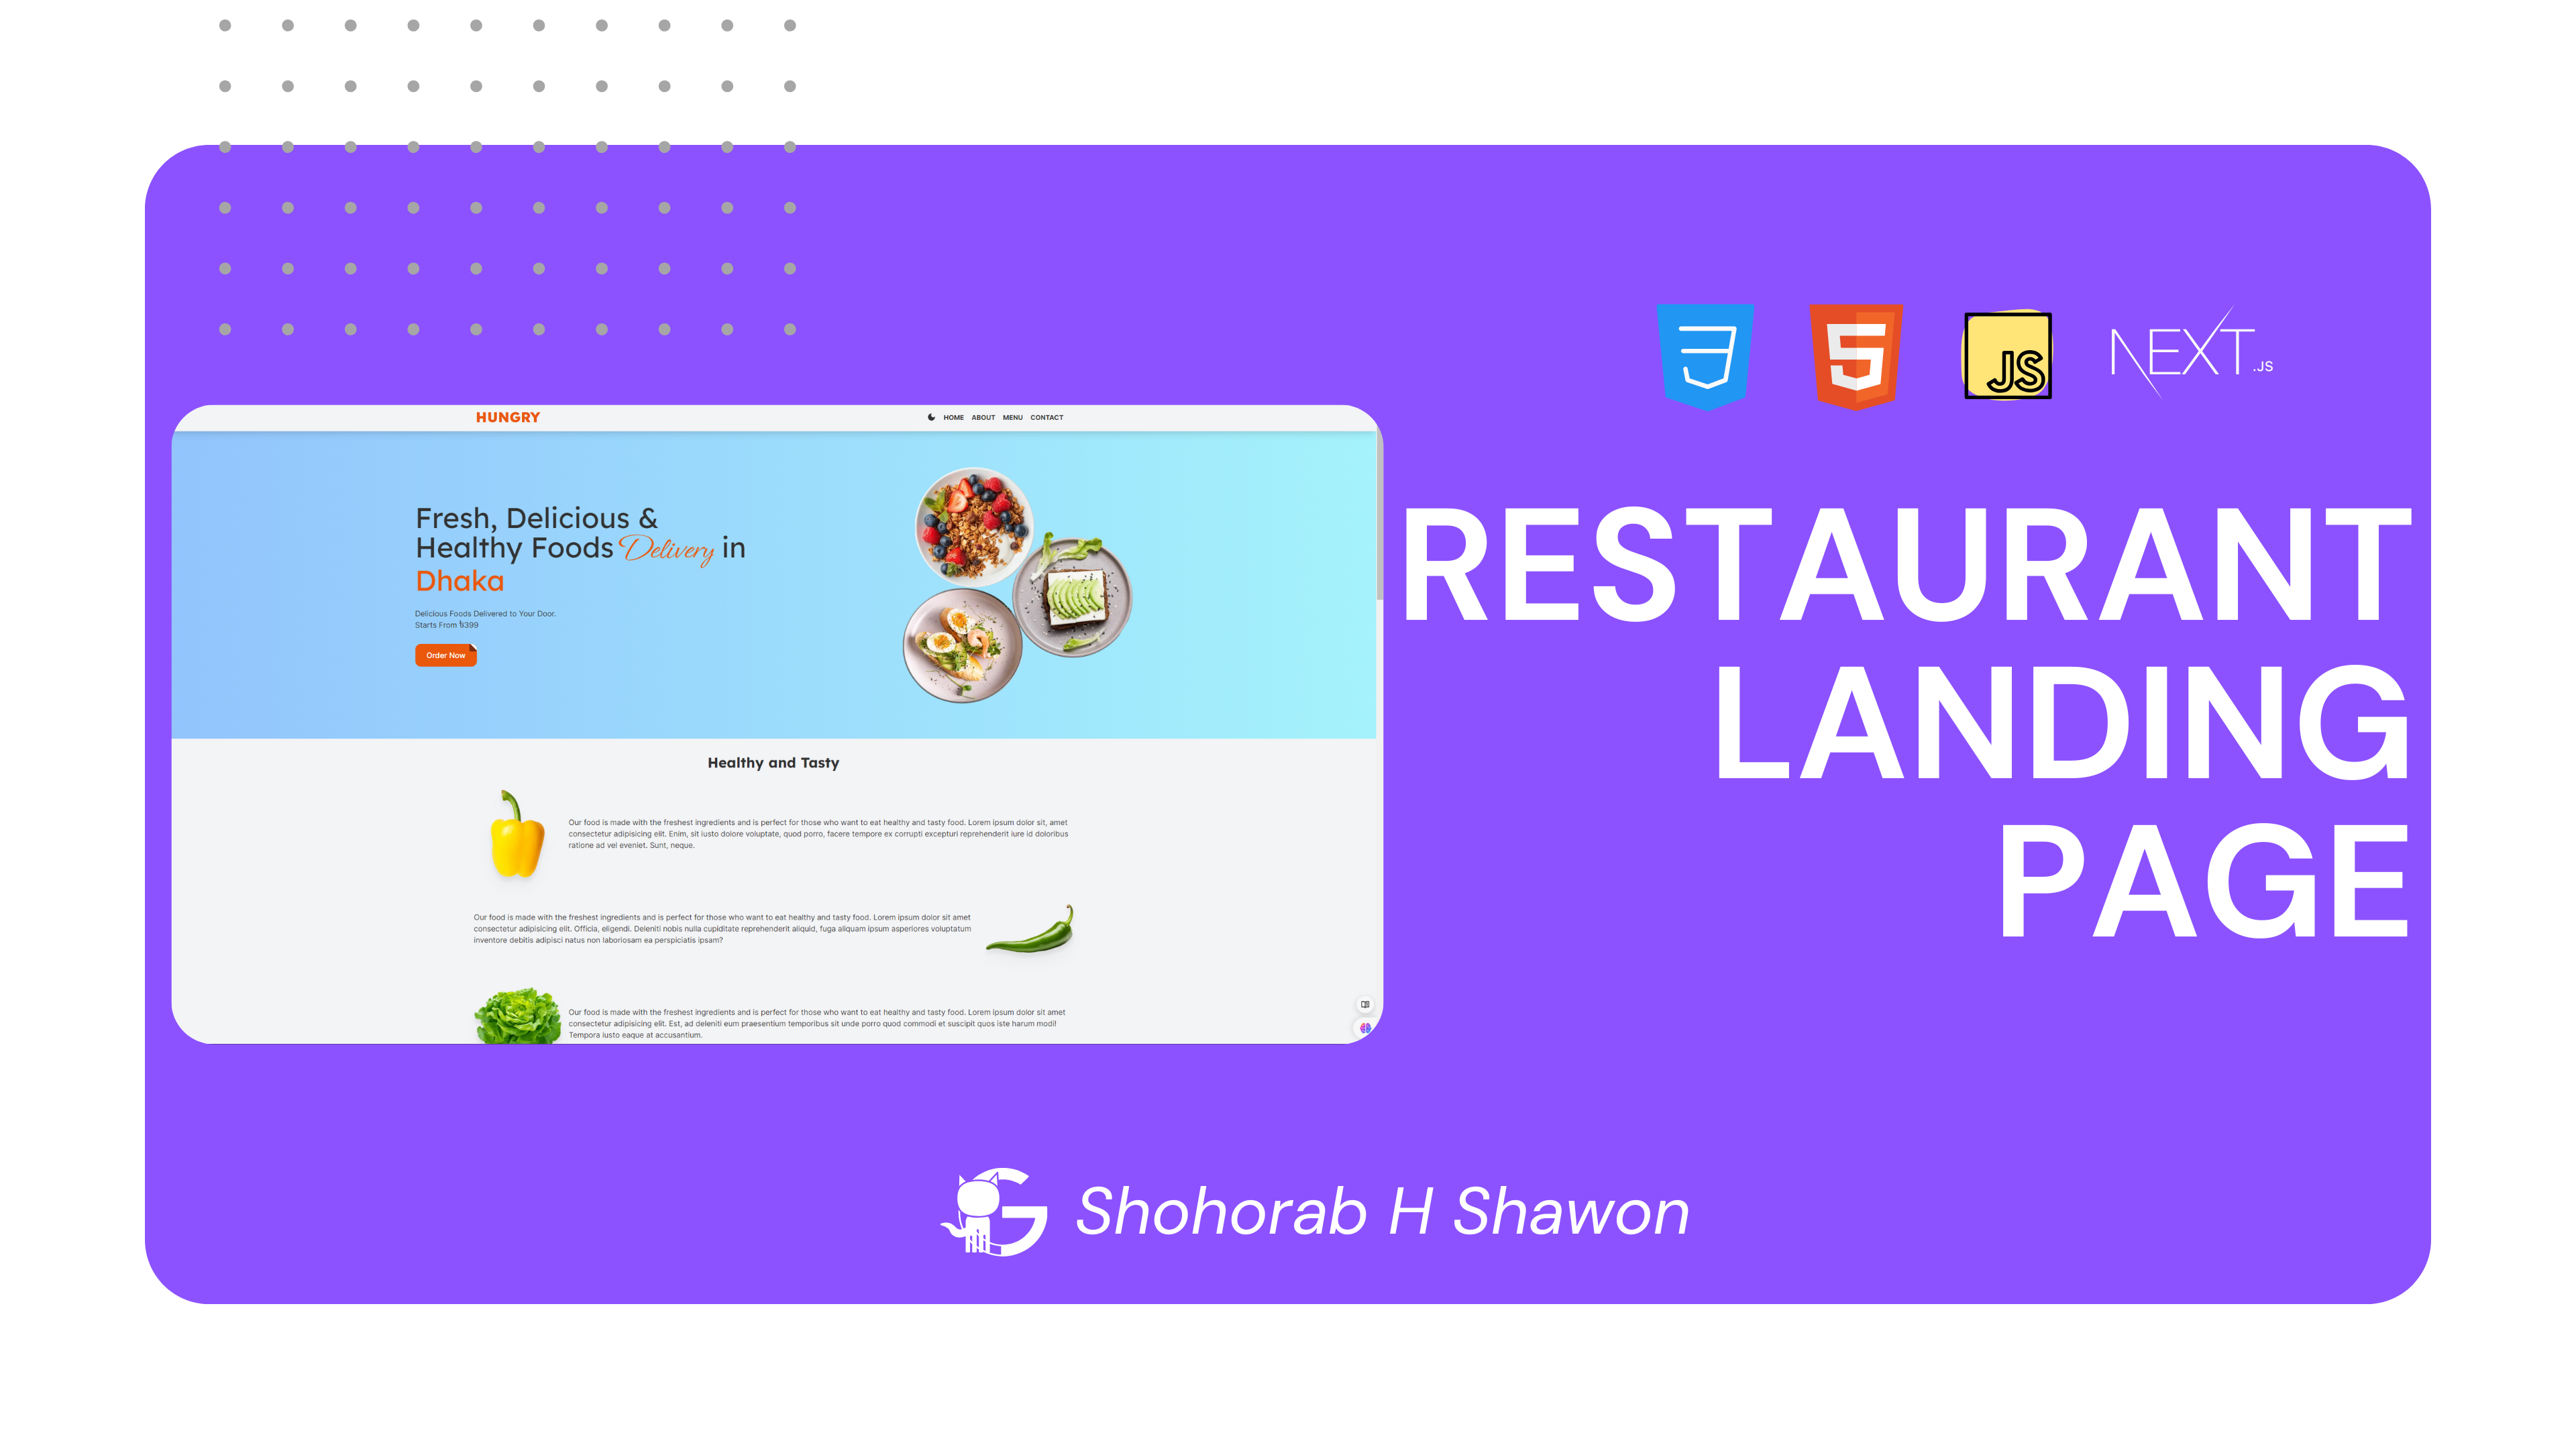 HUNGRY
HOME ABOUT MENU CONTACT
Fresh, Delicious &
Healthy Foods Delivery in
Dhaka
Delicious Foods Delivered to Your Door.
Starts From ৳399
Order Now
Healthy and Tasty
Our food is made with the freshest ingredients and is perfect for those who want to eat healthy and tasty food. Lorem ipsum dolor sit, amet
consectetur adipisicing elit. Enim, sit iusto dolore voluptate, quod porro, facere tempore ex corrupti excepturi reprehenderit iure id doloribus
ratione ad vel eveniet. Sunt, neque.
Our food is made with the freshest ingredients and is perfect for those who want to eat healthy and tasty food. Lorem ipsum dolor sit amet
consectetur adipisicing elit. Officia, eligendi. Deleniti nobis nulla cupiditate reprehenderit aliquid, fuga aliquam ipsum asperiores voluptatum
inventore debitis adipisci natus non laboriosam ea perspiciatis ipsam?
Our food is made with the freshest ingredients and is perfect for those who want to eat healthy and tasty food. Lorem ipsum dolor sit amet
consectetur adipisicing elit. Est, ad deleniti eum praesentium temporibus sit unde porro quod commodi et suscipit quos iste harum modi!
Tempora iusto eaque at accusantium.
JS
NEXT.JS
RESTAURANT
LANDING
PAGE
Shohorab H Shawon